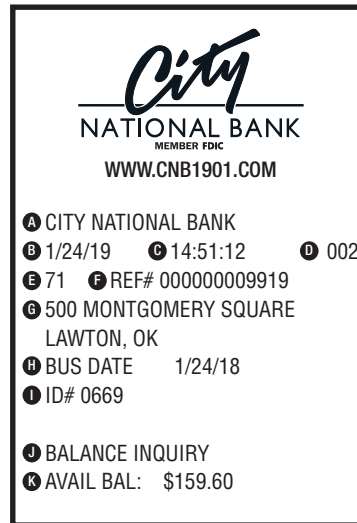 City
NATIONAL BANK
MEMBER FDIC
WWW.CNB1901.COM
A CITY NATIONAL BANK
B 1/24/19 C 14:51:12 D 002
E 71 F REF# 000000009919
G 500 MONTGOMERY SQUARE
LAWTON, OK
H BUS DATE 1/24/18
I ID# 0669
J BALANCE INQUIRY
K AVAIL BAL: $159.60